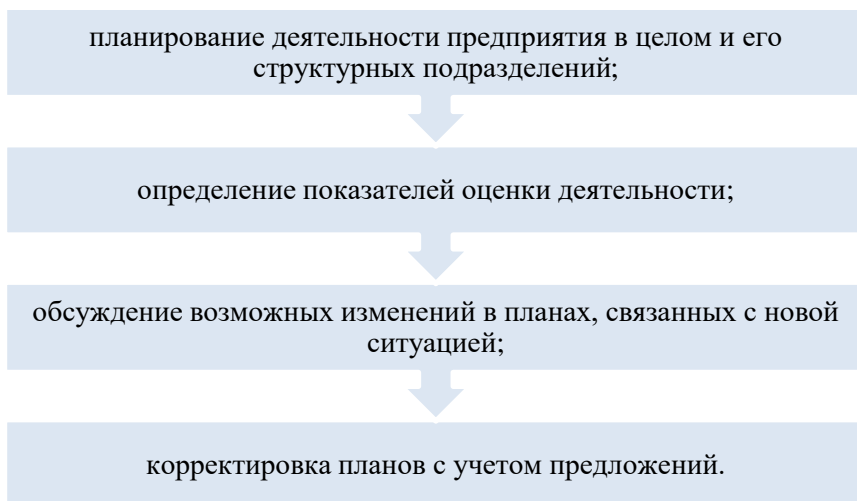 планирование деятельности предприятия в целом и его
структурных подразделений;
определение показателей оценки деятельности;
обсуждение возможных изменений в планах, связанных с новой
ситуацией;
корректировка планов с учетом предложений.